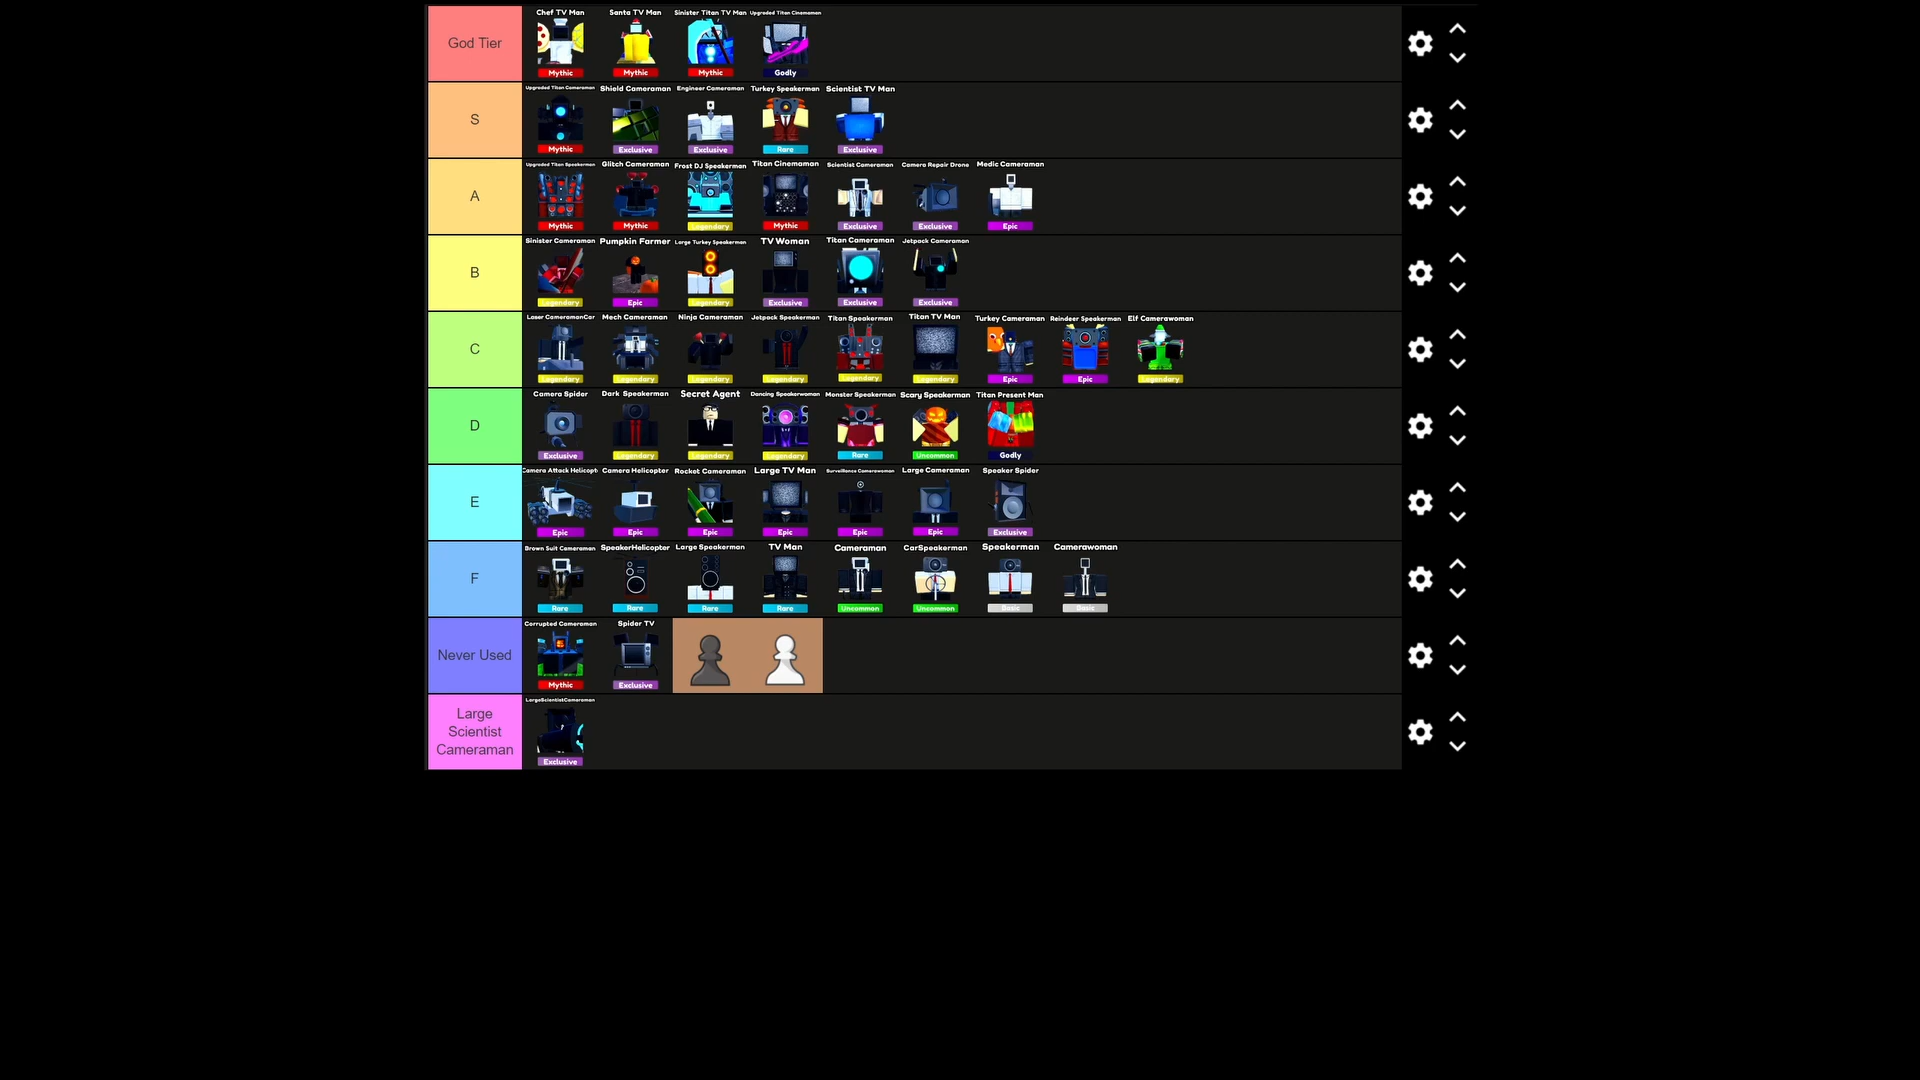 God Tier
Chef TV Man
Santa TV Man
Sinister Titan TV Man
Upgraded Titan Cinemaman
Mythic
Mythic
Mythic
Godly
S
Upgraded Titan Cameraman
Shield Cameraman
Engineer Cameraman
Turkey Speakerman
Scientist TV Man
Mythic
Exclusive
Exclusive
Rare
Exclusive
A
Upgraded Titan Speakerman
Glitch Cameraman
Frost DJ Speakerman
Titan Cinemaman
Scientist Cameraman
Camera Repair Drone
Medic Cameraman
Mythic
Mythic
Legendary
Mythic
Exclusive
Exclusive
Epic
B
Sinister Cameraman
Pumpkin Farmer
Large Turkey Speakerman
TV Woman
Titan Cameraman
Jetpack Cameraman
Legendary
Epic
Legendary
Exclusive
Exclusive
Exclusive
C
Laser CameramanCar
Mech Cameraman
Ninja Cameraman
Jetpack Speakerman
Titan Speakerman
Titan TV Man
Turkey Cameraman
Reindeer Speakerman
Elf Camerawoman
Legendary
Legendary
Legendary
Legendary
Legendary
Legendary
Epic
Epic
Legendary
D
Camera Spider
Dark Speakerman
Secret Agent
Dancing Speakerwoman
Monster Speakerman
Scary Speakerman
Titan Present Man
Exclusive
Legendary
Legendary
Legendary
Rare
Uncommon
Godly
E
Camera Attack Helicopt
Camera Helicopter
Rocket Cameraman
Large TV Man
Surveillance Camerawoman
Large Cameraman
Speaker Spider
Epic
Epic
Epic
Epic
Epic
Epic
Exclusive
F
Brown Suit Cameraman
SpeakerHelicopter
Large Speakerman
TV Man
Cameraman
CarSpeakerman
Speakerman
Camerawoman
Rare
Rare
Rare
Rare
Uncommon
Uncommon
Basic
Basic
Never Used
Corrupted Cameraman
Spider TV
Mythic
Exclusive
Large
Scientist
Cameraman
LargeScientistCameraman
Exclusive